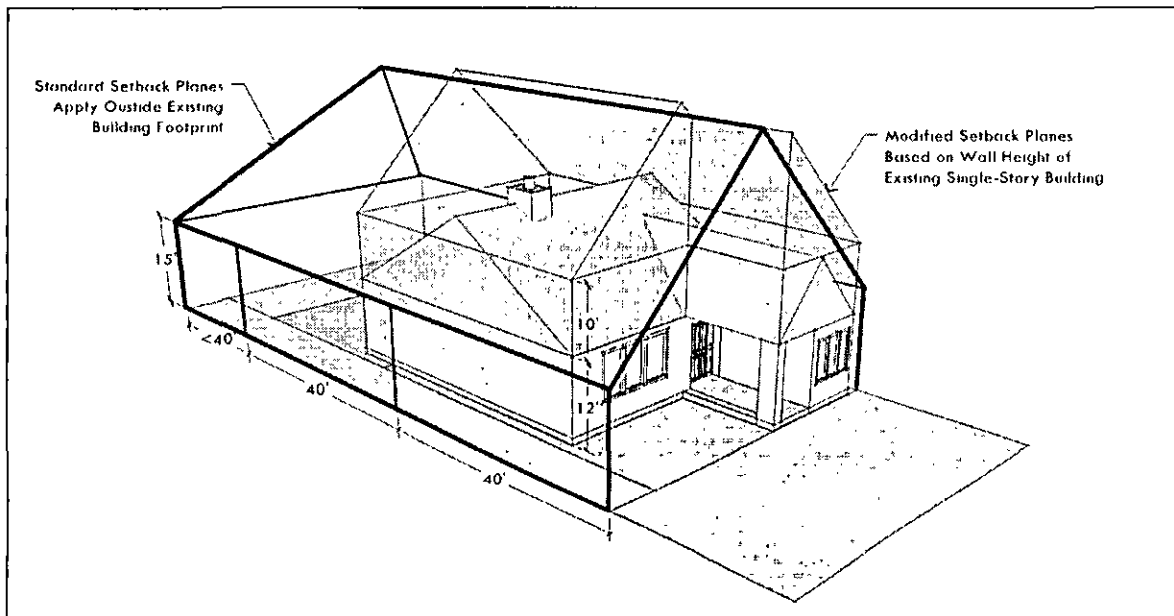 Standard Setback Planes
Apply Oustide Existing
Building Footprint
Modified Setback Planes
Based on Wall Height of
Existing Single-Story Building
15'
10'
12'
<40'
40'
40'